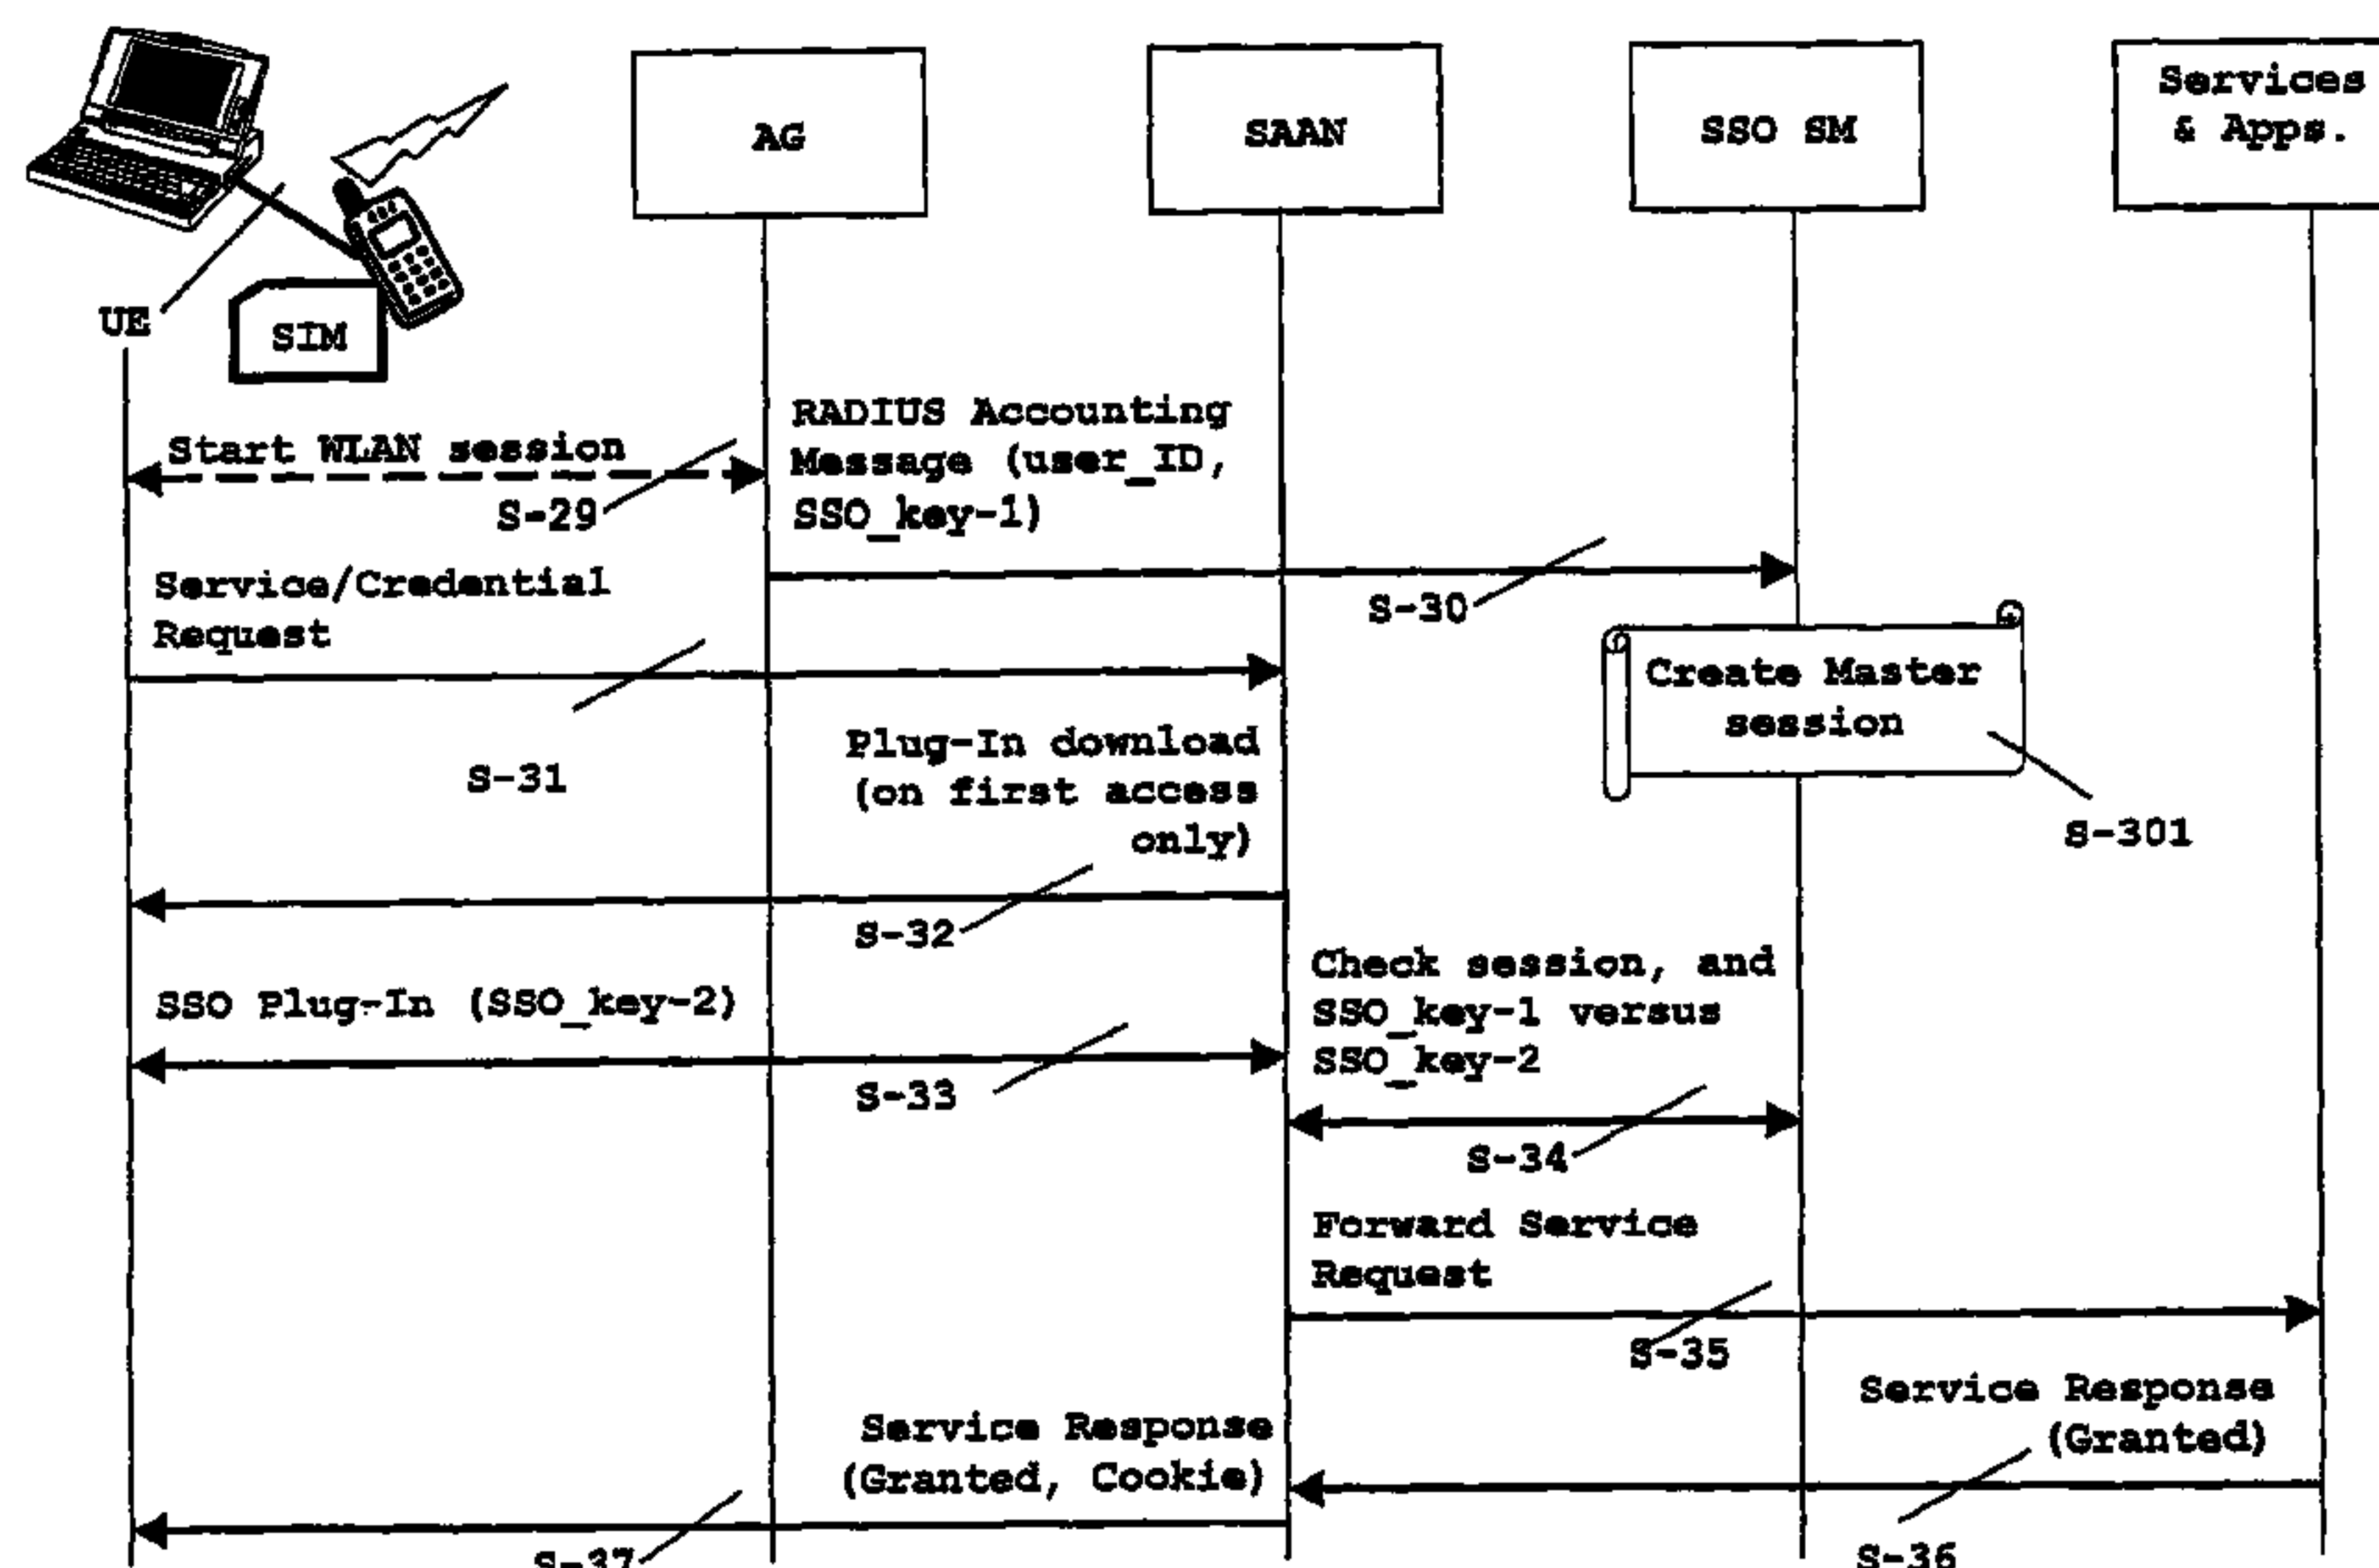 AG
SAAN
SSO SM
Services
& Apps.
UE
SIM
Start WLAN session
S-29
RADIUS Accounting
Message (user_ID,
SSO_key-1)
S-30
Service/Credential
Request
S-31
Create Master
session
S-301
Plug-In download
(on first access
only)
S-32
SSO Plug-In (SSO_key-2)
S-33
Check session, and
SSO_key-1 versus
SSO_key-2
S-34
Forward Service
Request
S-35
Service Response
(Granted)
S-36
Service Response
(Granted, Cookie)
S-37